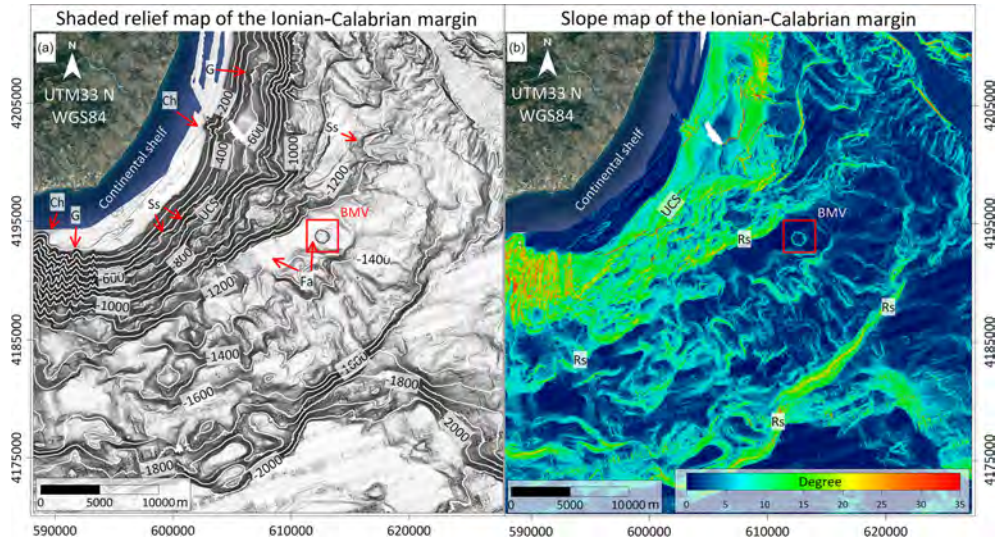 Shaded relief map of the Ionian-Calabrian margin
Slope map of the Ionian-Calabrian margin
(a)
N
UTM33 N
WGS84
Continental shelf
Ch
G
Ss
UCS
G
Ch
Ss
BMV
Fa
-200
-400
-600
-1000
-1200
800
-600
-1000
-1200
-1400
-1400
-1600
-1600
-1800
-2000
-1800
-2000
0
5000
10000 m
590000
600000
610000
620000
4205000
4195000
4185000
4175000
(b)
N
UTM33 N
WGS84
Continental shelf
UCS
BMV
Rs
Rs
Rs
Rs
Degree
0
5
10
15
20
25
30
35
0
5000
10000 m
590000
600000
610000
620000
4205000
4195000
4185000
4175000